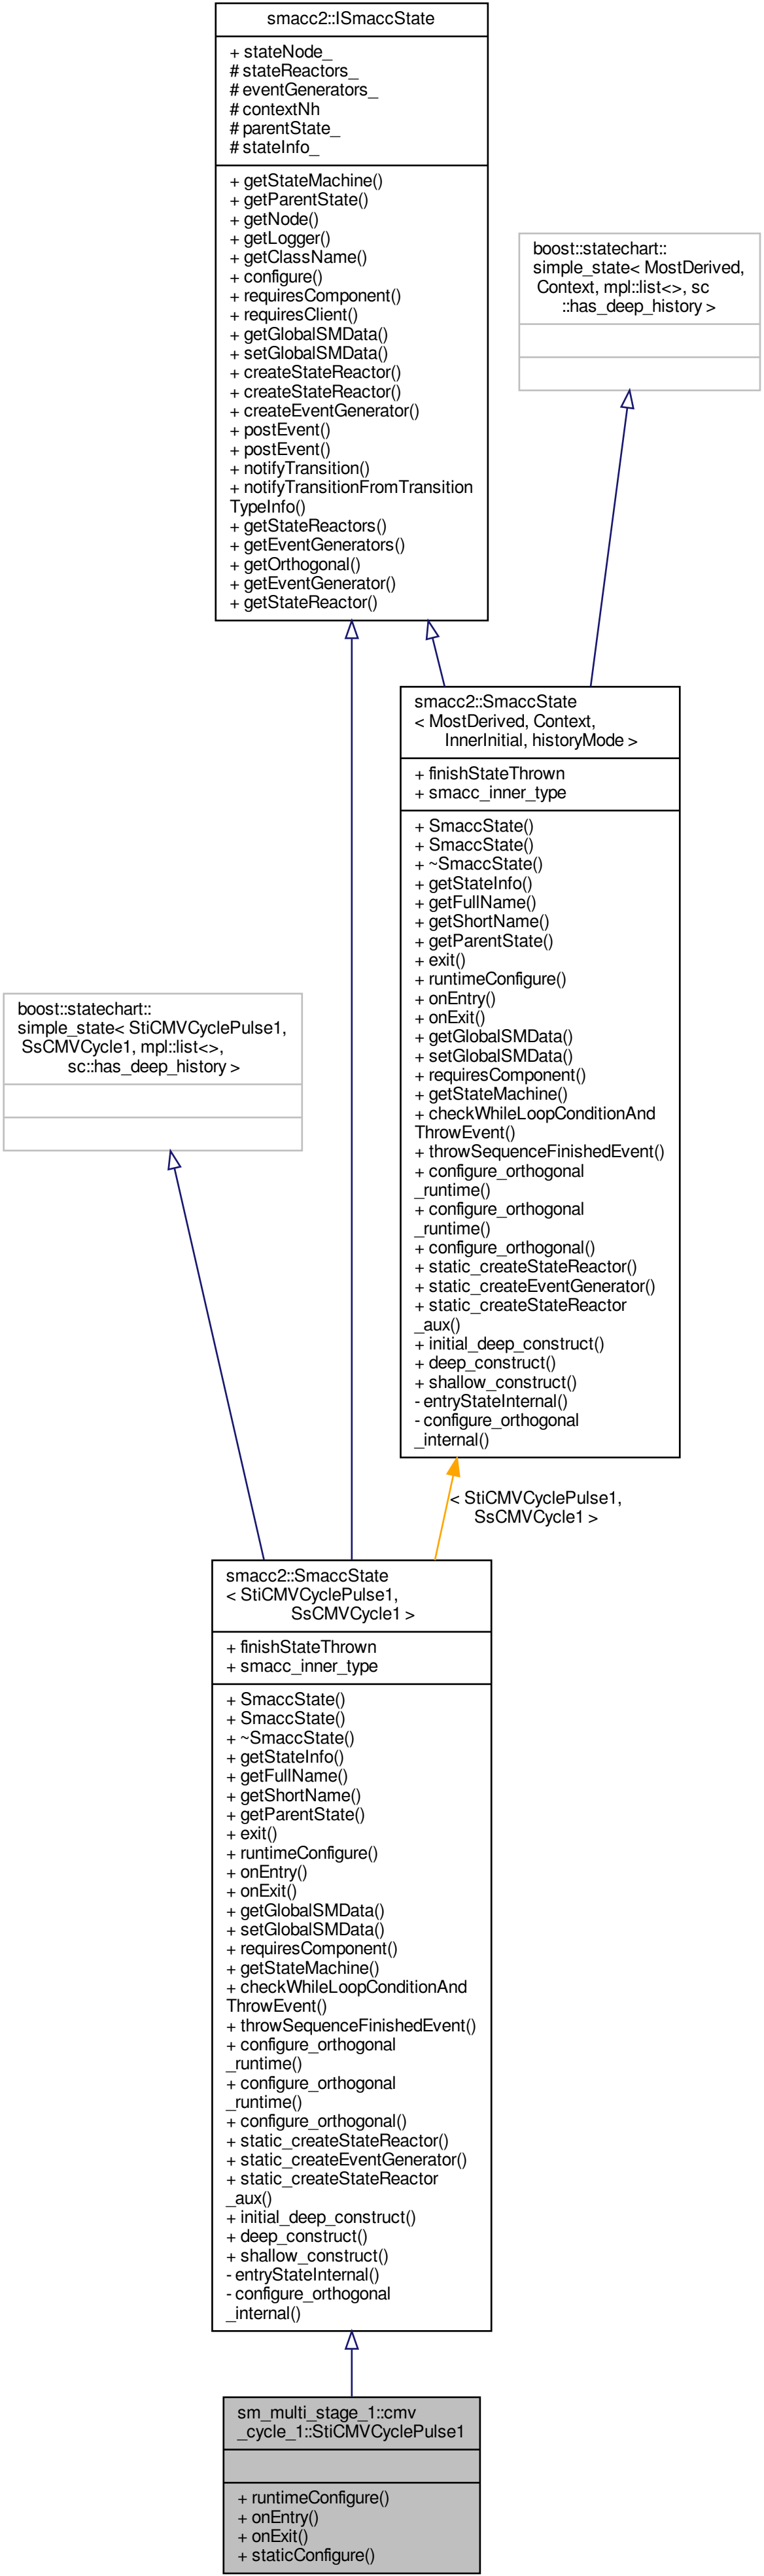 smacc2::ISmaccState
+ stateNode_
# stateReactors_
# eventGenerators_
# contextNh
# parentState_
# stateInfo_
+ getStateMachine()
+ getParentState()
+ getNode()
+ getLogger()
+ getClassName()
+ configure()
+ requiresComponent()
+ requiresClient()
+ getGlobalSMData()
+ setGlobalSMData()
+ createStateReactor()
+ createStateReactor()
+ createEventGenerator()
+ postEvent()
+ postEvent()
+ notifyTransition()
+ notifyTransitionFromTransition
TypeInfo()
+ getStateReactors()
+ getEventGenerators()
+ getOrthogonal()
+ getEventGenerator()
+ getStateReactor()
boost::statechart::
simple_state< MostDerived,
Context, mpl::list<>, sc
::has_deep_history >
smacc2::SmaccState
< MostDerived, Context,
InnerInitial, historyMode >
+ finishStateThrown
+ smacc_inner_type
+ SmaccState()
+ SmaccState()
+ ~SmaccState()
+ getStateInfo()
+ getFullName()
+ getShortName()
+ getParentState()
+ exit()
+ runtimeConfigure()
+ onEntry()
+ onExit()
+ getGlobalSMData()
+ setGlobalSMData()
+ requiresComponent()
+ getStateMachine()
+ checkWhileLoopConditionAnd
ThrowEvent()
+ throwSequenceFinishedEvent()
+ configure_orthogonal
_runtime()
+ configure_orthogonal
_runtime()
+ configure_orthogonal()
+ static_createStateReactor()
+ static_createEventGenerator()
+ static_createStateReactor
_aux()
+ initial_deep_construct()
+ deep_construct()
+ shallow_construct()
- entryStateInternal()
- configure_orthogonal
_internal()
boost::statechart::
simple_state< StiCMVCyclePulse1,
SsCMVCycle1, mpl::list<>,
sc::has_deep_history >
< StiCMVCyclePulse1,
SsCMVCycle1 >
smacc2::SmaccState
< StiCMVCyclePulse1,
SsCMVCycle1 >
+ finishStateThrown
+ smacc_inner_type
+ SmaccState()
+ SmaccState()
+ ~SmaccState()
+ getStateInfo()
+ getFullName()
+ getShortName()
+ getParentState()
+ exit()
+ runtimeConfigure()
+ onEntry()
+ onExit()
+ getGlobalSMData()
+ setGlobalSMData()
+ requiresComponent()
+ getStateMachine()
+ checkWhileLoopConditionAnd
ThrowEvent()
+ throwSequenceFinishedEvent()
+ configure_orthogonal
_runtime()
+ configure_orthogonal
_runtime()
+ configure_orthogonal()
+ static_createStateReactor()
+ static_createEventGenerator()
+ static_createStateReactor
_aux()
+ initial_deep_construct()
+ deep_construct()
+ shallow_construct()
- entryStateInternal()
- configure_orthogonal
_internal()
sm_multi_stage_1::cmv
_cycle_1::StiCMVCyclePulse1
+ runtimeConfigure()
+ onEntry()
+ onExit()
+ staticConfigure()